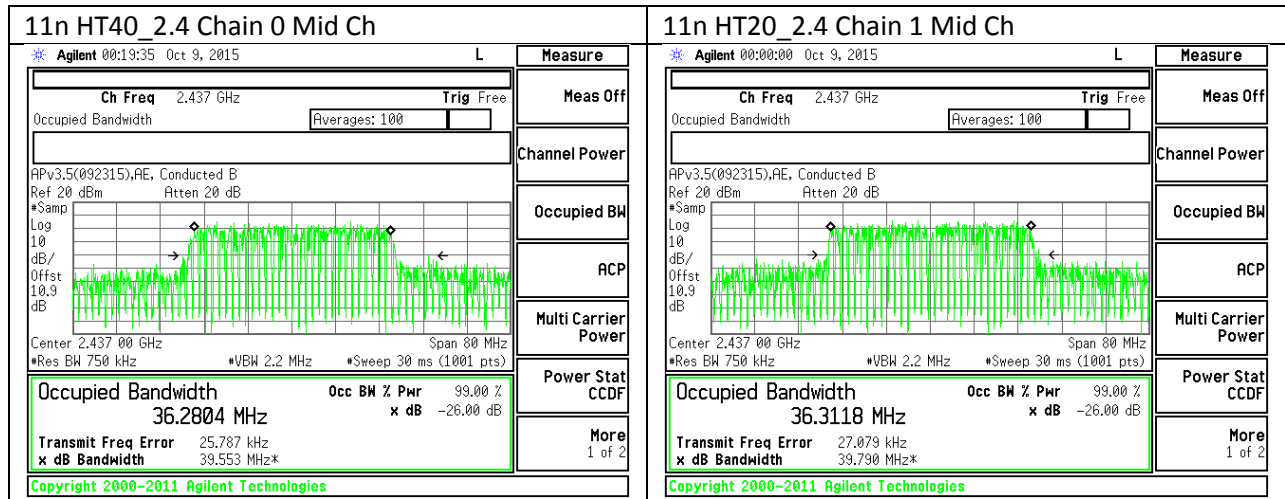 11n HT40_2.4 Chain 0 Mid Ch
Agilent 00:19:35 Oct 9, 2015 L
Measure
Ch Freq 2.437 GHz Trig Free
Occupied Bandwidth Averages: 100
APv3.5(092315),AE, Conducted B
Ref 20 dBm Atten 20 dB
#Samp
Log
10
dB/
Offst
10.9
dB
Center 2.437 00 GHz Span 80 MHz
#Res BW 750 kHz #VBW 2.2 MHz #Sweep 30 ms (1001 pts)
Occupied Bandwidth Occ BW % Pwr 99.00 %
36.2804 MHz x dB -26.00 dB
Transmit Freq Error 25.787 kHz
x dB Bandwidth 39.553 MHz*
Copyright 2000-2011 Agilent Technologies
Meas Off
Channel Power
Occupied BW
ACP
Multi Carrier
Power
Power Stat
CCDF
More
1 of 2
11n HT20_2.4 Chain 1 Mid Ch
Agilent 00:00:00 Oct 9, 2015 L
Measure
Ch Freq 2.437 GHz Trig Free
Occupied Bandwidth Averages: 100
APv3.5(092315),AE, Conducted B
Ref 20 dBm Atten 20 dB
#Samp
Log
10
dB/
Offst
10.9
dB
Center 2.437 00 GHz Span 80 MHz
#Res BW 750 kHz #VBW 2.2 MHz #Sweep 30 ms (1001 pts)
Occupied Bandwidth Occ BW % Pwr 99.00 %
36.3118 MHz x dB -26.00 dB
Transmit Freq Error 27.079 kHz
x dB Bandwidth 39.790 MHz*
Copyright 2000-2011 Agilent Technologies
Meas Off
Channel Power
Occupied BW
ACP
Multi Carrier
Power
Power Stat
CCDF
More
1 of 2